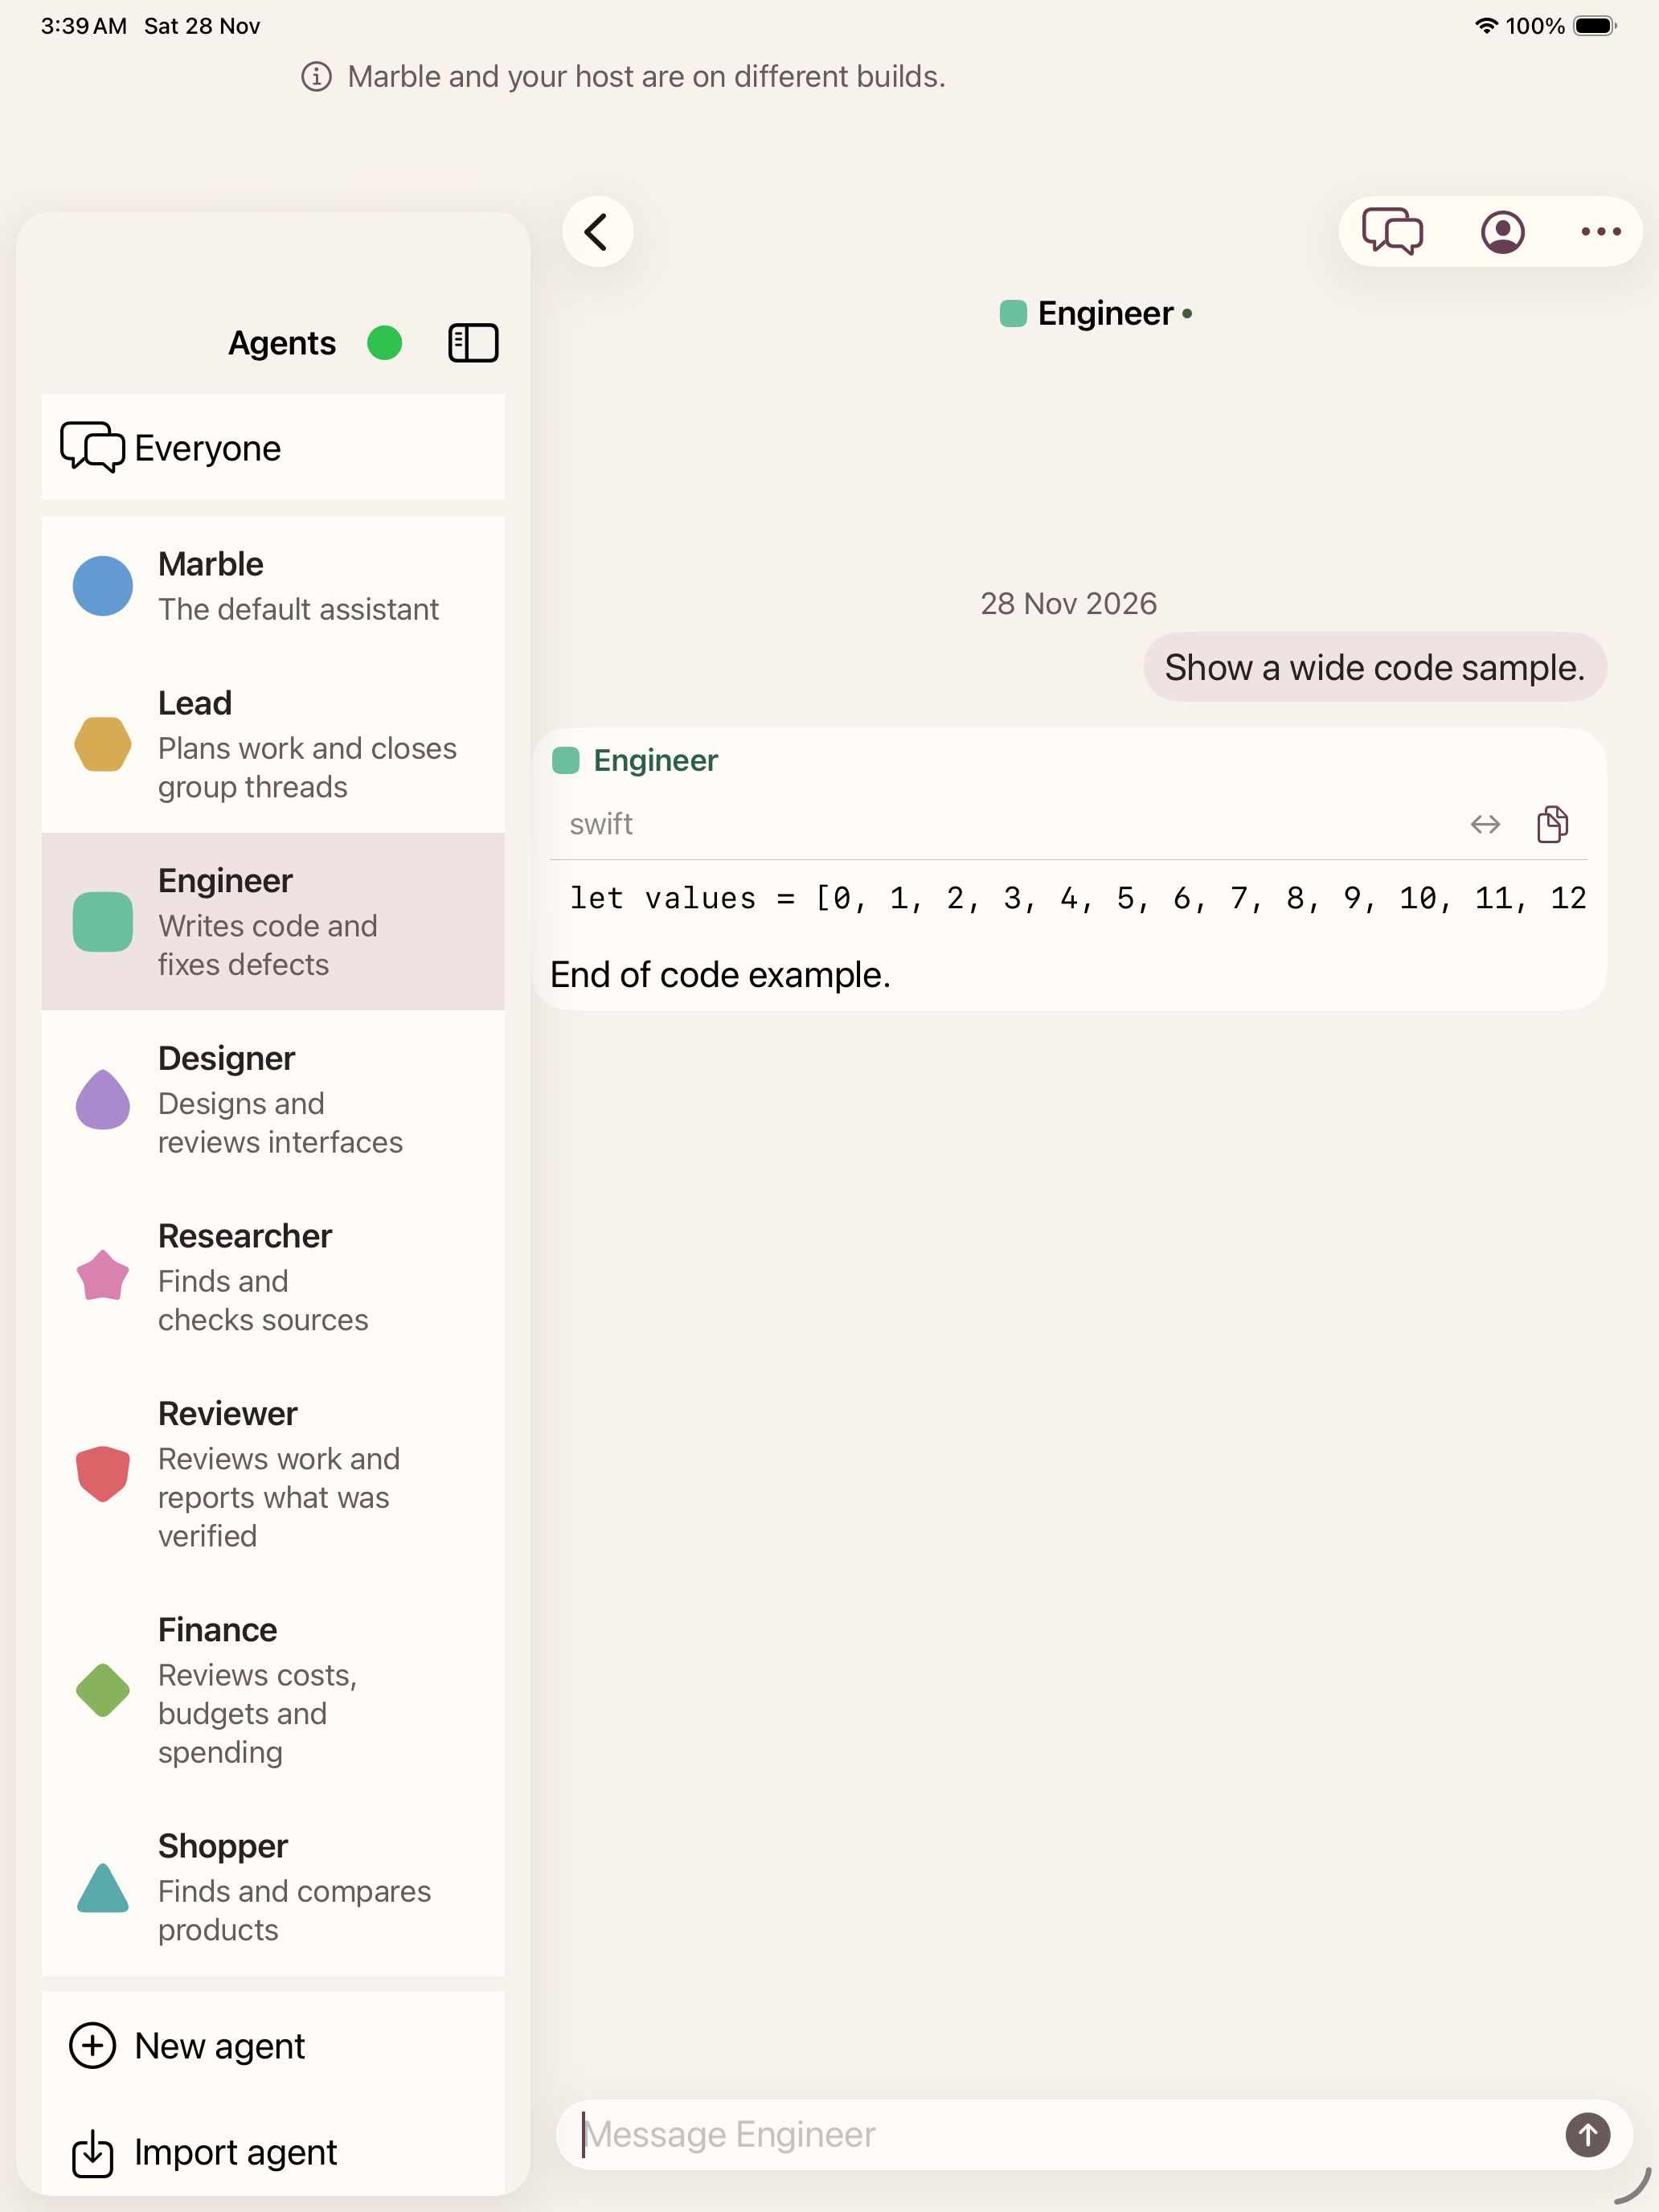 3:39 AM Sat 28 Nov
100%
Marble and your host are on different builds.
Agents
Everyone
Marble
The default assistant
Lead
Plans work and closes
group threads
Engineer
Writes code and
fixes defects
Designer
Designs and
reviews interfaces
Researcher
Finds and
checks sources
Reviewer
Reviews work and
reports what was
verified
Finance
Reviews costs,
budgets and
spending
Shopper
Finds and compares
products
New agent
Import agent
Engineer
28 Nov 2026
Show a wide code sample.
Engineer
swift
let values = [0, 1, 2, 3, 4, 5, 6, 7, 8, 9, 10, 11, 12
End of code example.
Message Engineer